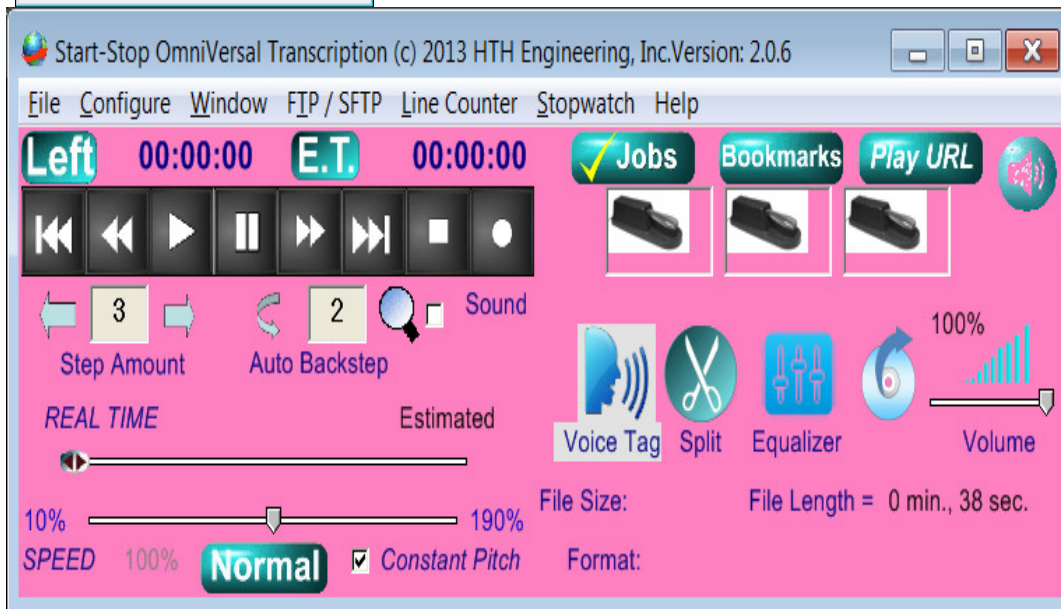 Start-Stop OmniVersal Transcription (c) 2013 HTH Engineering, Inc.Version: 2.0.6
File Configure Window FTP / SFTP Line Counter Stopwatch Help
Left 00:00:00 E.T. 00:00:00 Jobs Bookmarks Play URL
3 2 Sound
Step Amount Auto Backstep
100%
REAL TIME Estimated
Voice Tag Split Equalizer Volume
File Size: File Length = 0 min., 38 sec.
10% 190%
SPEED 100% Normal Constant Pitch Format: